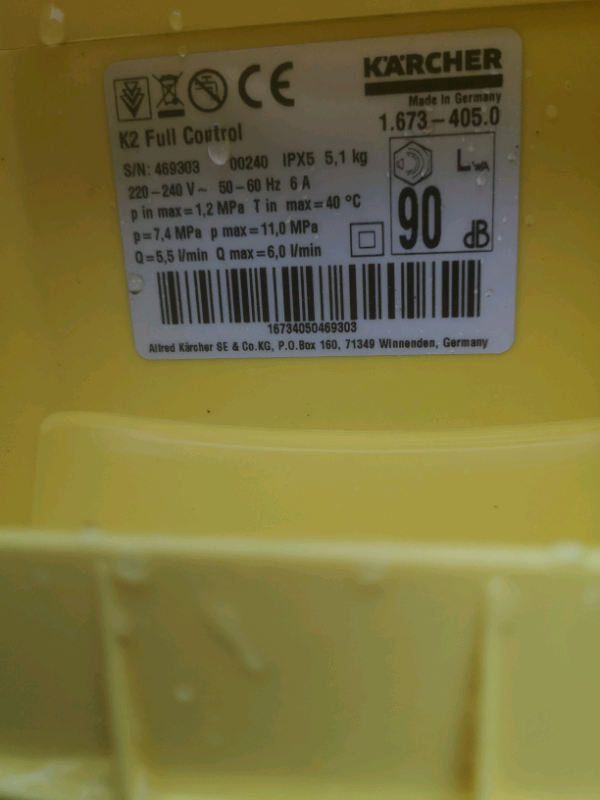 KÄRCHER
Made in Germany
1.673-405.0
K2 Full Control
S/N: 469303 00240 IPX5 5,1 kg
220-240 V~ 50-60 Hz 6 A
p in max=1,2 MPa T in max=40 °C
p=7,4 MPa p max=11,0 MPa
Q=5,5 l/min Q max=6,0 l/min
LWA
90 dB
16734050469303
Alfred Kärcher SE & Co.KG, P.O.Box 160, 71349 Winnenden, Germany